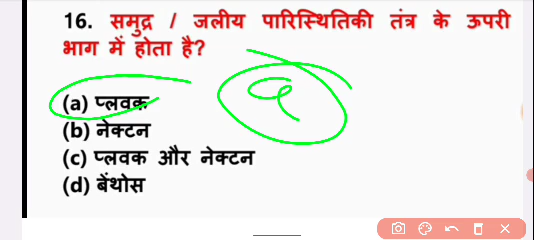 16. समुद्र / जलीय पारिस्थितिकी तंत्र के ऊपरी
भाग में होता है?
(a) प्लवक
(b) नेक्टन
(c) प्लवक और नेक्टन
(d) बेंथोस